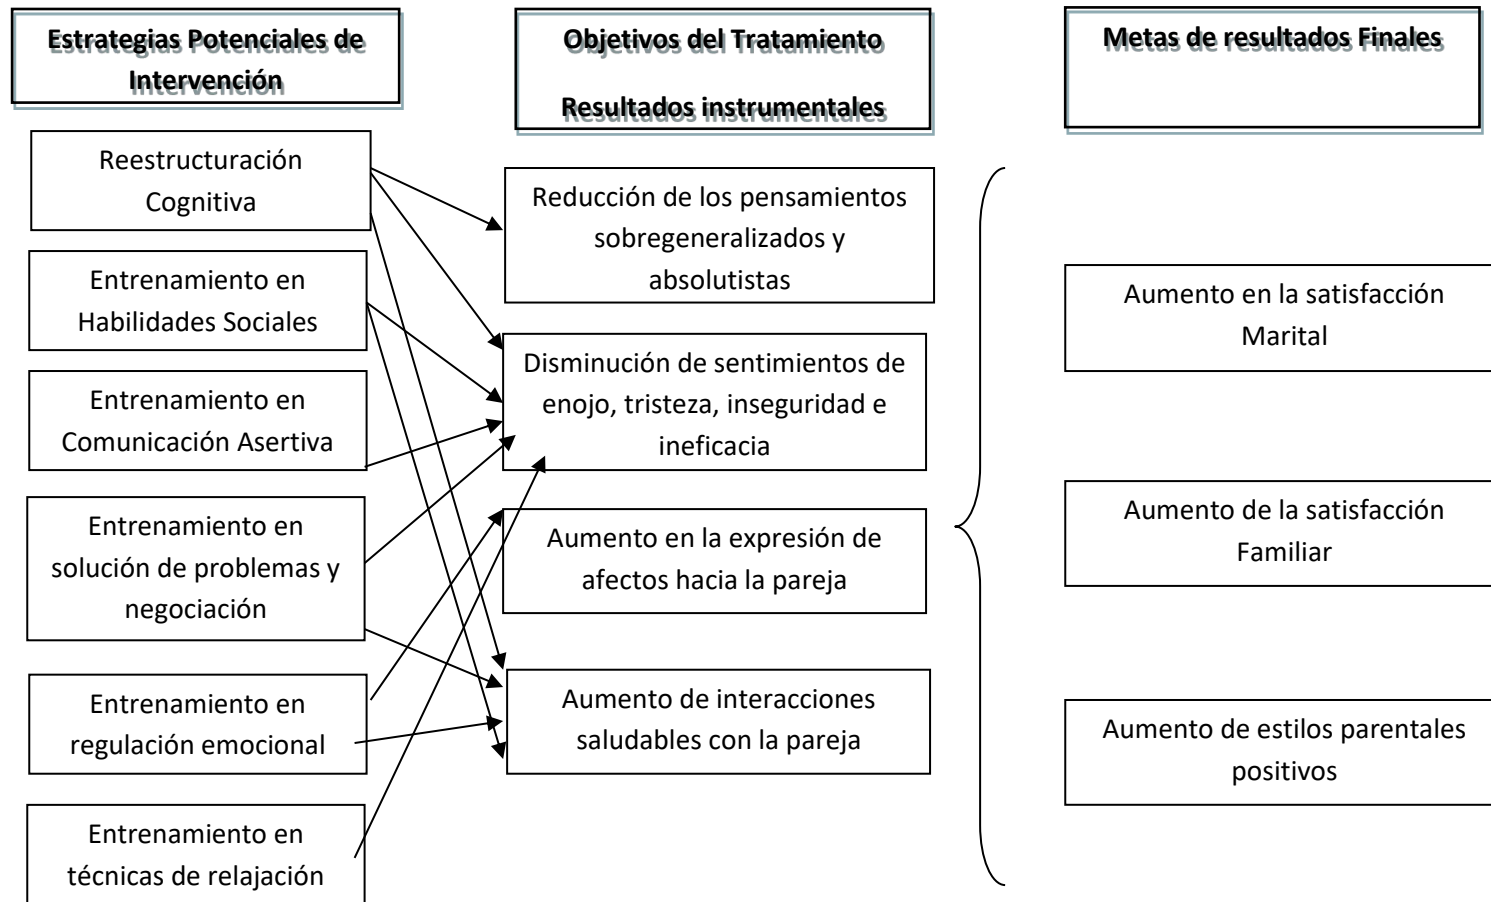 Estrategias Potenciales de
Intervención
Reestructuración
Cognitiva
Entrenamiento en
Habilidades Sociales
Entrenamiento en
Comunicación Asertiva
Entrenamiento en
solución de problemas y
negociación
Entrenamiento en
regulación emocional
Entrenamiento en
técnicas de relajación
Objetivos del Tratamiento
Resultados instrumentales
Reducción de los pensamientos
sobregeneralizados y
absolutistas
Disminución de sentimientos de
enojo, tristeza, inseguridad e
ineficacia
Aumento en la expresión de
afectos hacia la pareja
Aumento de interacciones
saludables con la pareja
Metas de resultados Finales
Aumento en la satisfacción
Marital
Aumento de la satisfacción
Familiar
Aumento de estilos parentales
positivos